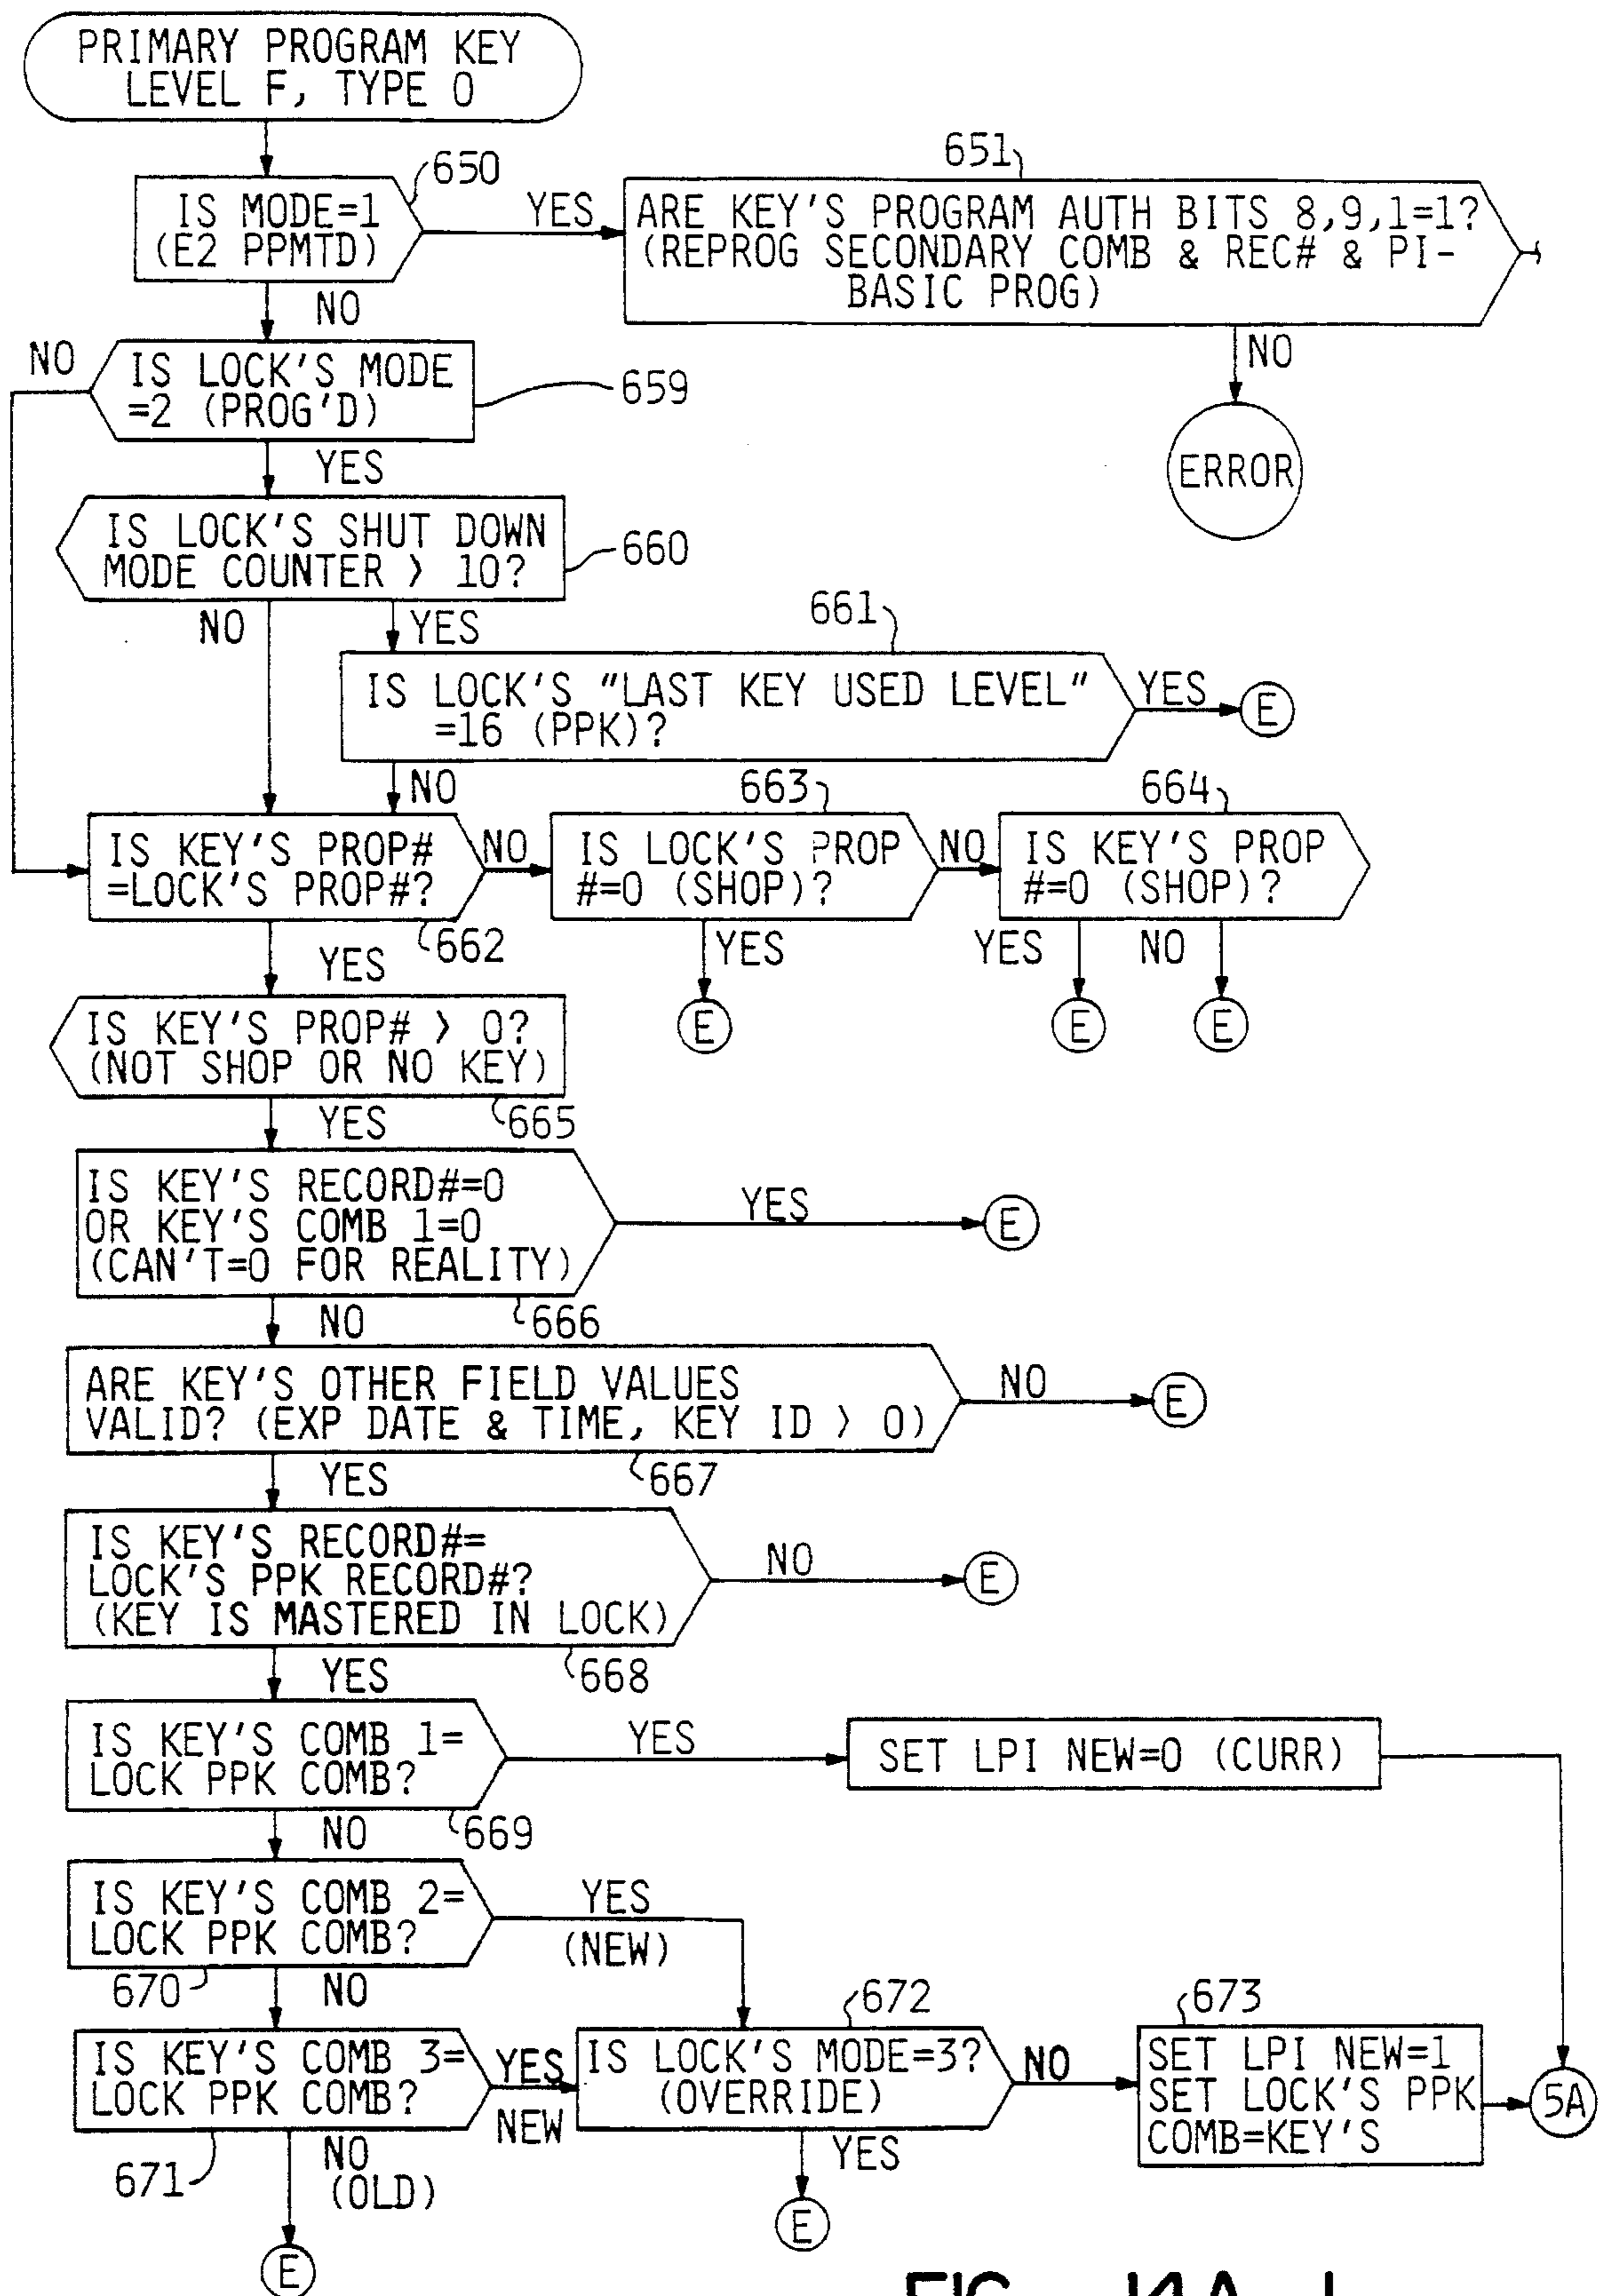 PRIMARY PROGRAM KEY
LEVEL F, TYPE 0
650
IS MODE=1
(E2 PPMTD)
YES
651
ARE KEY'S PROGRAM AUTH BITS 8,9,1=1?
(REPROG SECONDARY COMB & REC# & PI-
BASIC PROG)
NO
NO
ERROR
NO
IS LOCK'S MODE
=2 (PROG'D)
659
YES
IS LOCK'S SHUT DOWN
MODE COUNTER > 10?
660
NO
YES
661
IS LOCK'S "LAST KEY USED LEVEL"
=16 (PPK)?
YES
E
NO
IS KEY'S PROP#
=LOCK'S PROP#?
662
NO
663
IS LOCK'S PROP
#=0 (SHOP)?
NO
664
IS KEY'S PROP
#=0 (SHOP)?
YES
YES
YES
NO
E
E
E
IS KEY'S PROP# > 0?
(NOT SHOP OR NO KEY)
665
YES
IS KEY'S RECORD#=0
OR KEY'S COMB 1=0
(CAN'T=0 FOR REALITY)
666
YES
E
NO
ARE KEY'S OTHER FIELD VALUES
VALID? (EXP DATE & TIME, KEY ID > 0)
667
NO
E
YES
IS KEY'S RECORD#=
LOCK'S PPK RECORD#?
(KEY IS MASTERED IN LOCK)
668
NO
E
YES
IS KEY'S COMB 1=
LOCK PPK COMB?
669
YES
SET LPI NEW=0 (CURR)
NO
IS KEY'S COMB 2=
LOCK PPK COMB?
670
YES
(NEW)
NO
IS KEY'S COMB 3=
LOCK PPK COMB?
671
YES
NEW
672
IS LOCK'S MODE=3?
(OVERRIDE)
NO
673
SET LPI NEW=1
SET LOCK'S PPK
COMB=KEY'S
5A
NO
(OLD)
YES
E
E